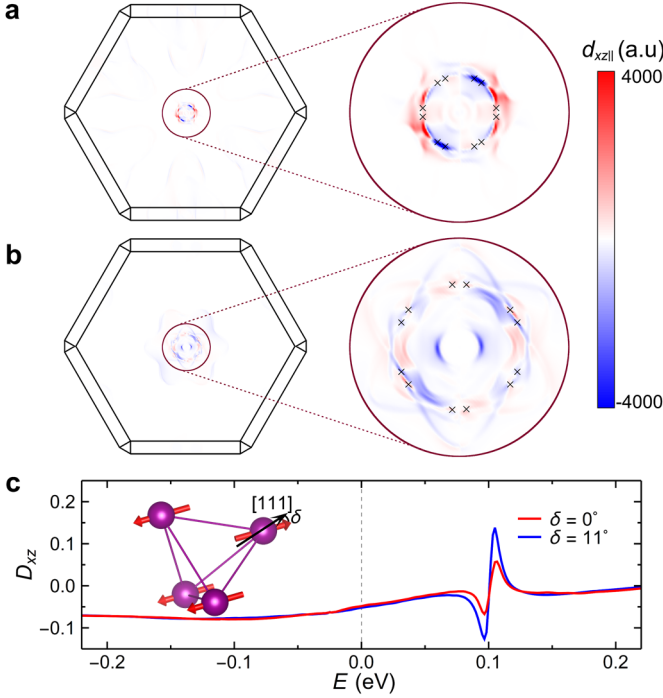 a
d_xz|| (a.u)
4000
-4000
b
c
[111]
δ
δ = 0°
δ = 11°
D_xz
0.2
0.1
0.0
−0.1
−0.2
−0.1
0.0
0.1
0.2
E (eV)